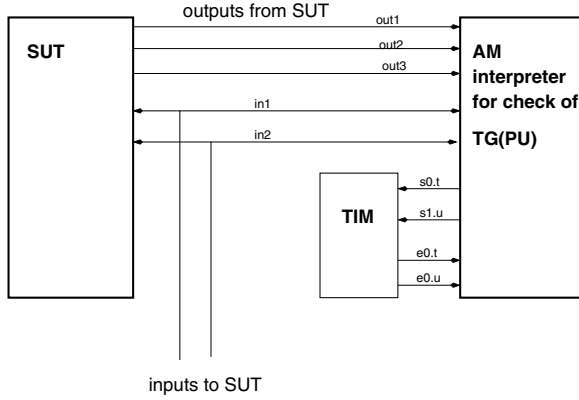 outputs from SUT
out1
SUT
out2
AM
interpreter
for check of
TG(PU)
out3
in1
in2
TIM
s0.t
s1.u
e0.t
e0.u
inputs to SUT